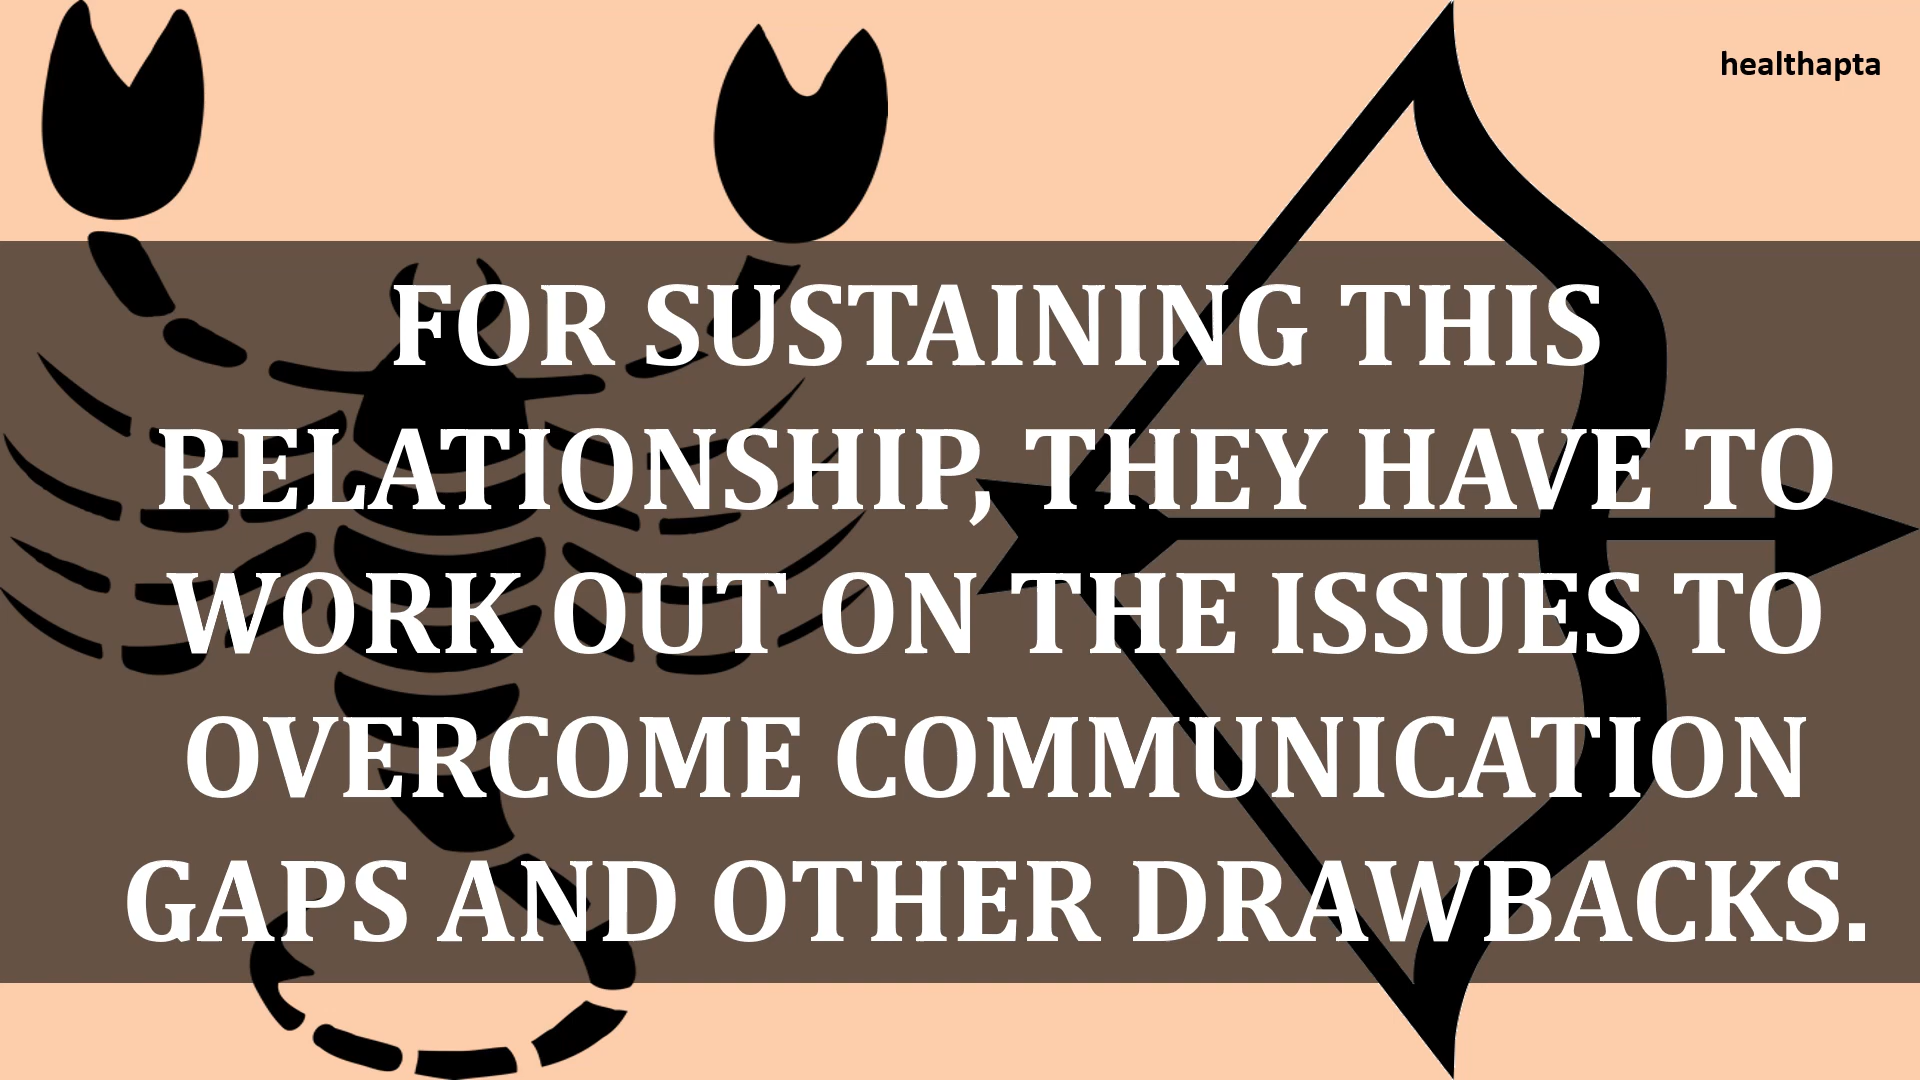 healthapta
FOR SUSTAINING THIS
RELATIONSHIP, THEY HAVE TO
WORK OUT ON THE ISSUES TO
OVERCOME COMMUNICATION
GAPS AND OTHER DRAWBACKS.